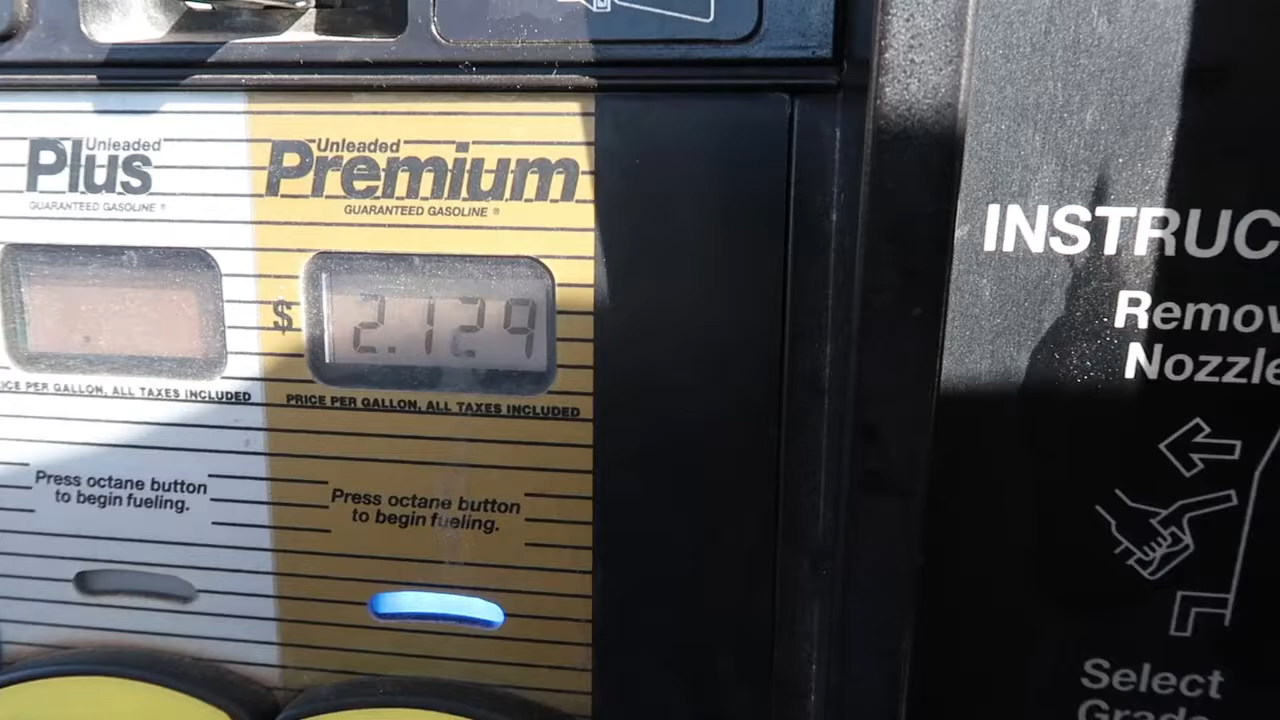 Unleaded
Plus
GUARANTEED GASOLINE ®
Unleaded
Premium
GUARANTEED GASOLINE ®
$ 2.129
ICE PER GALLON, ALL TAXES INCLUDED
PRICE PER GALLON, ALL TAXES INCLUDED
Press octane button
to begin fueling.
Press octane button
to begin fueling.
INSTRUC
Remov
Nozzle
Select
Grade